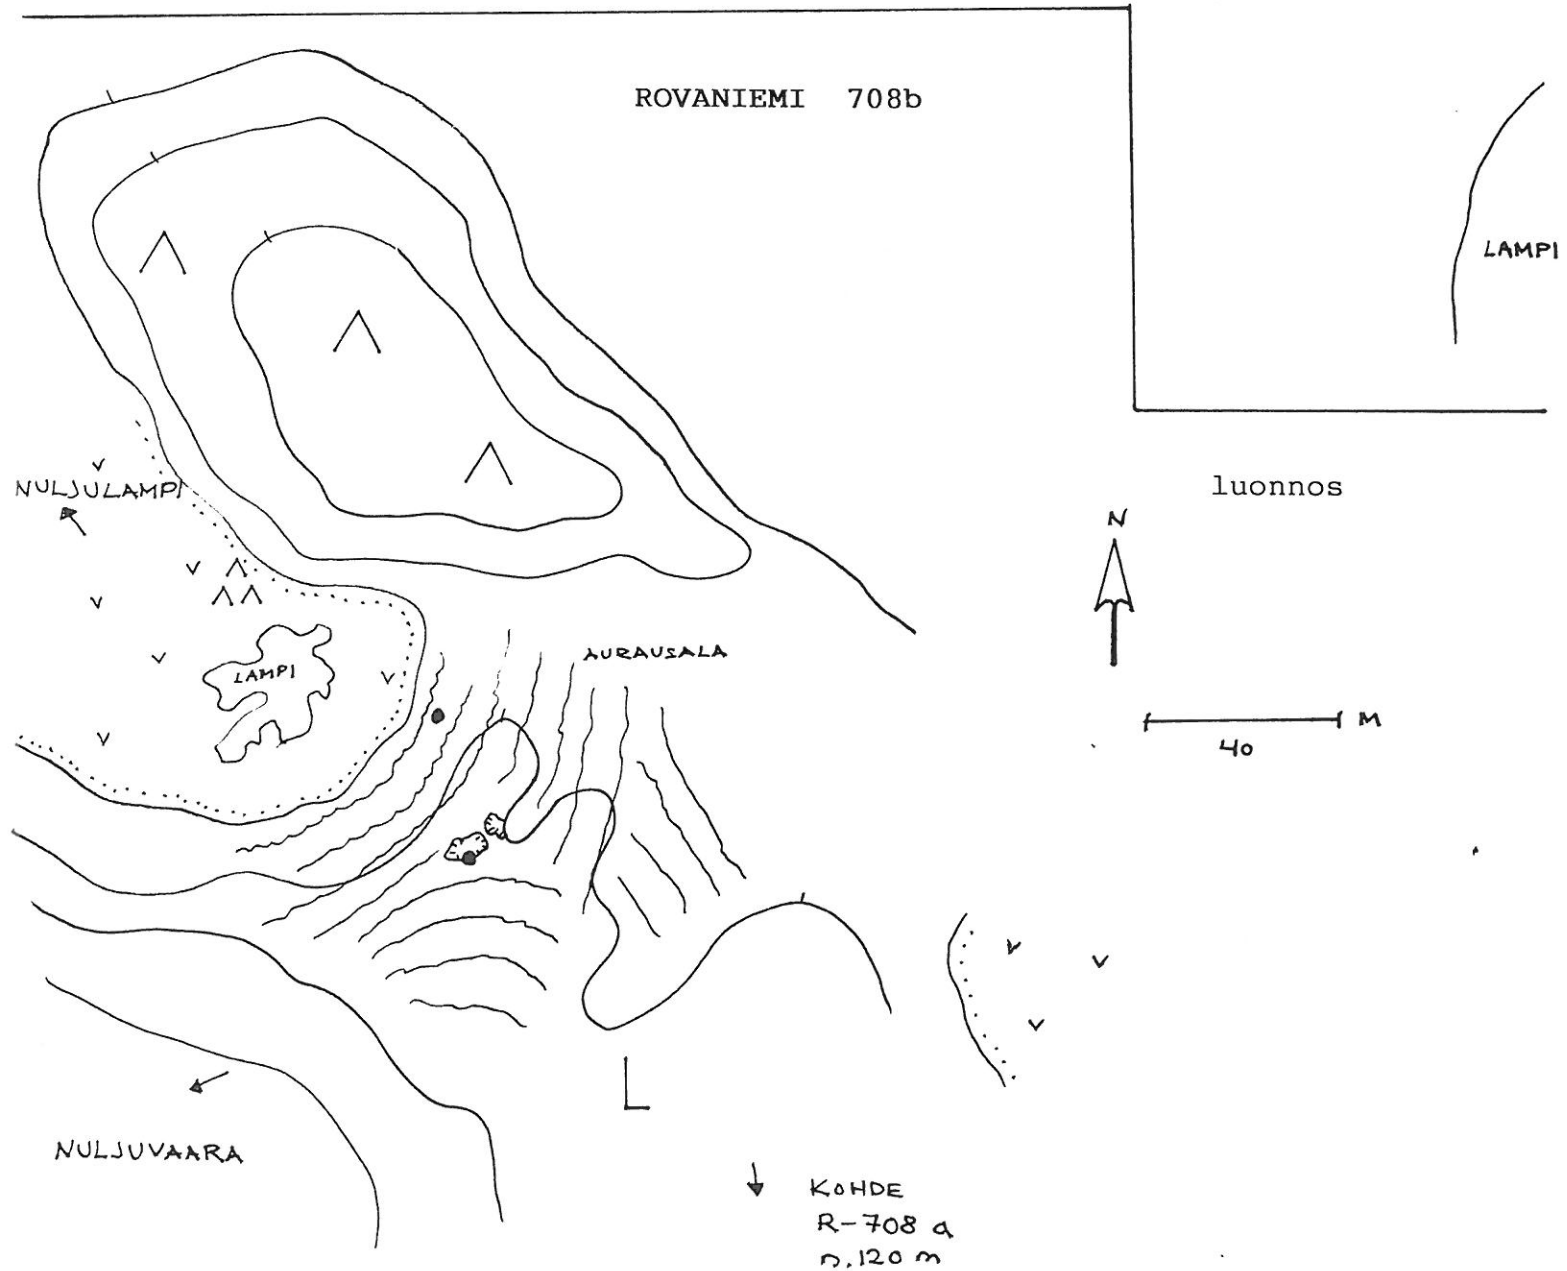 ROVANIEMI 708b
LAMPI
NULJULAMPI
luonnos
N
AURAUSALA
LAMPI
M
40
NULJUVAARA
KOHDE
R-708 a
n.120 m